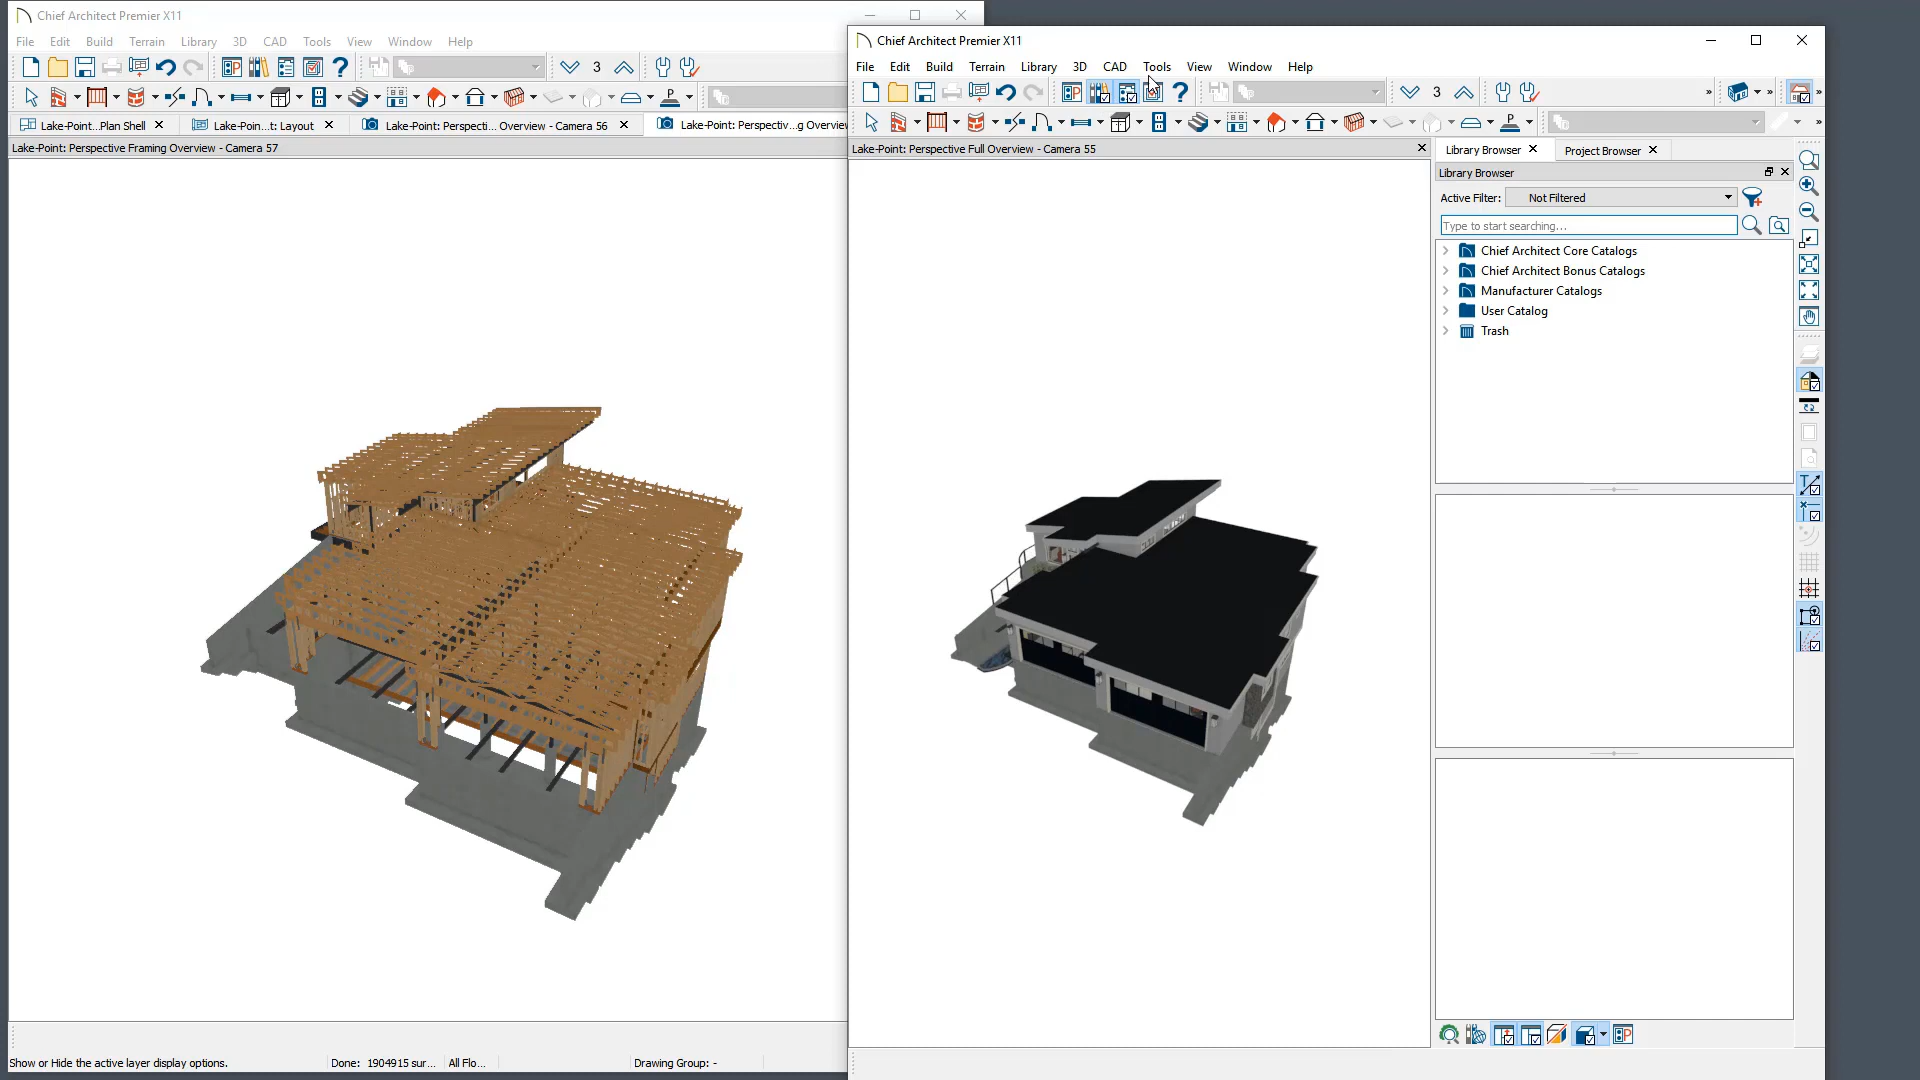 Chief Architect Premier X11
File Edit Build Terrain Library 3D CAD Tools View Window Help
3
P
Lake-Point...Plan Shell
Lake-Poin...t: Layout
Lake-Point: Perspecti... Overview - Camera 56
Lake-Point: Perspectiv...g Overvie
Lake-Point: Perspective Framing Overview - Camera 57
Show or Hide the active layer display options.
Done: 1904915 sur...
All Flo...
Drawing Group: -
Chief Architect Premier X11
File Edit Build Terrain Library 3D CAD Tools View Window Help
3
P
Lake-Point: Perspective Full Overview - Camera 55
Library Browser
Project Browser
Library Browser
Active Filter: Not Filtered
Type to start searching...
Chief Architect Core Catalogs
Chief Architect Bonus Catalogs
Manufacturer Catalogs
User Catalog
Trash